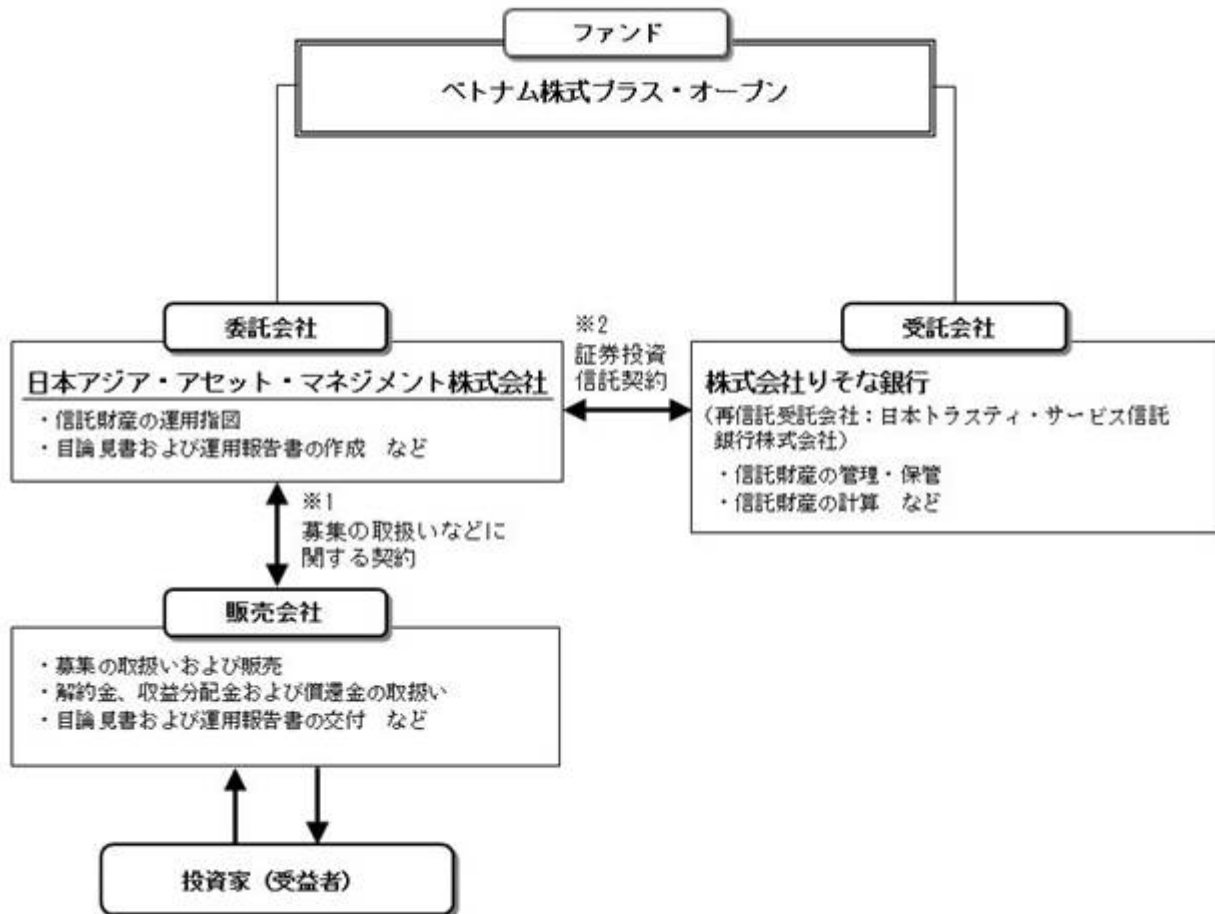 ファンド
ベトナム株式プラス・オープン
委託会社
日本アジア・アセット・マネジメント株式会社
・信託財産の運用指図
・目論見書および運用報告書の作成　など
※2
証券投資
信託契約
受託会社
株式会社りそな銀行
(再信託受託会社：日本トラスティ・サービス信託
銀行株式会社)
・信託財産の管理・保管
・信託財産の計算　など
※1
募集の取扱いなどに
関する契約
販売会社
・募集の取扱いおよび販売
・解約金、収益分配金および償還金の取扱い
・目論見書および運用報告書の交付　など
投資家（受益者）